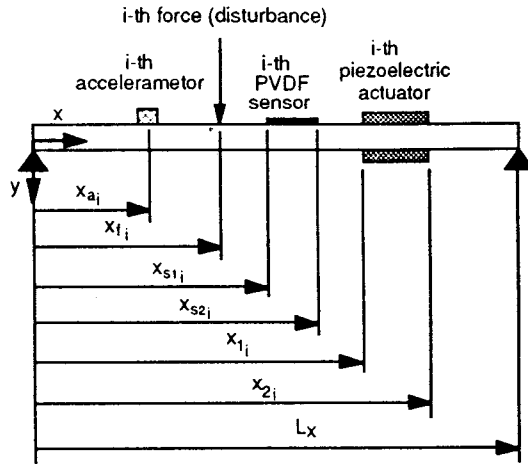 i-th force (disturbance)
i-th
accelerametor
i-th
PVDF
sensor
i-th
piezoelectric
actuator
x
y
x_{a_i}
x_{f_i}
x_{s1_i}
x_{s2_i}
x_{1_i}
x_{2_i}
L_x